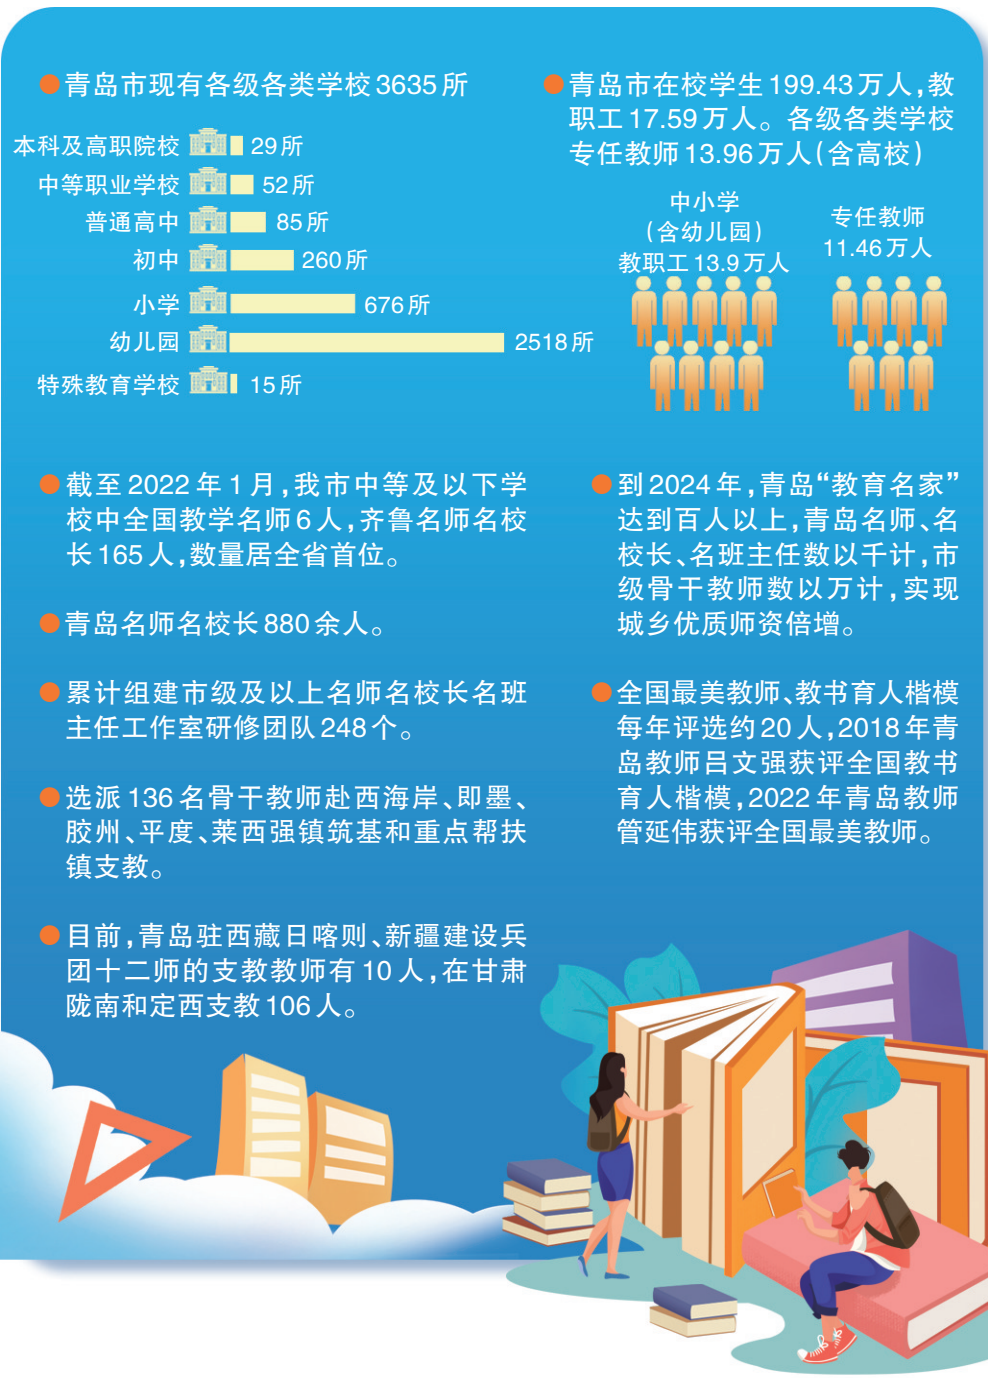 ●青岛市现有各级各类学校3635所
本科及高职院校 29所
中等职业学校 52所
普通高中 85所
初中 260所
小学 676所
幼儿园 2518所
特殊教育学校 15所
●青岛市在校学生199.43万人,教
职工17.59万人。各级各类学校
专任教师13.96万人(含高校)
中小学
(含幼儿园)
教职工13.9万人
专任教师
11.46万人
●截至2022年1月,我市中等及以下学
校中全国教学名师6人,齐鲁名师名校
长165人,数量居全省首位。
●青岛名师名校长880余人。
●累计组建市级及以上名师名校长名班
主任工作室研修团队248个。
●选派136名骨干教师赴西海岸、即墨、
胶州、平度、莱西强镇筑基和重点帮扶
镇支教。
●目前,青岛驻西藏日喀则、新疆建设兵
团十二师的支教教师有10人,在甘肃
陇南和定西支教106人。
●到2024年,青岛“教育名家”
达到百人以上,青岛名师、名
校长、名班主任数以千计,市
级骨干教师数以万计,实现
城乡优质师资倍增。
●全国最美教师、教书育人楷模
每年评选约20人,2018年青
岛教师吕文强获评全国教书
育人楷模,2022年青岛教师
管延伟获评全国最美教师。